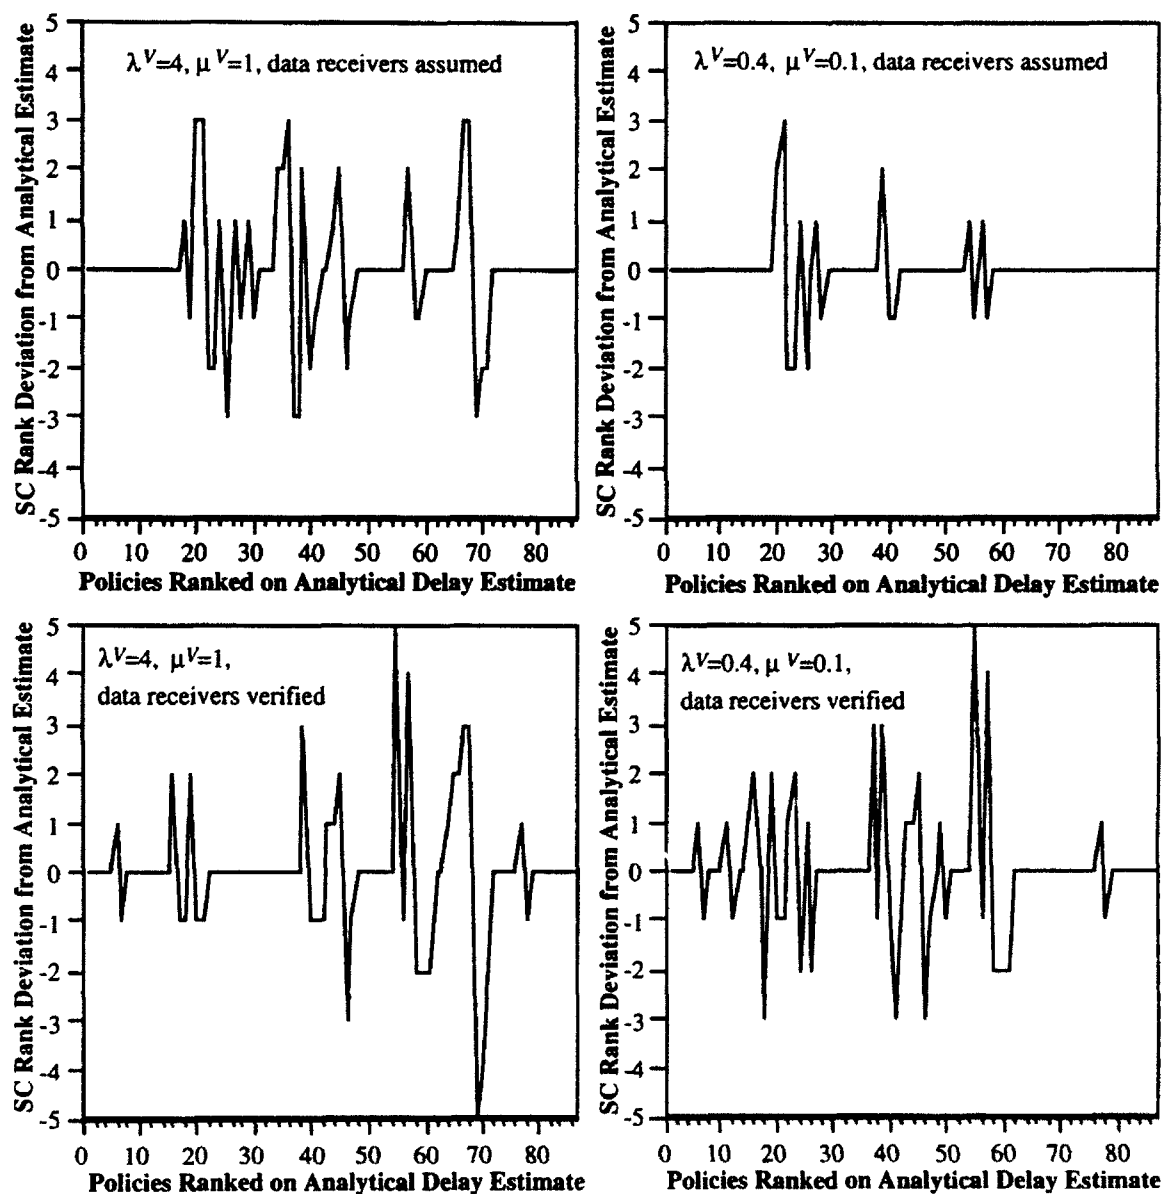 SC Rank Deviation from Analytical Estimate
5
4
3
2
1
0
-1
-2
-3
-4
-5
λV=4, μV=1, data receivers assumed
0 10 20 30 40 50 60 70 80
Policies Ranked on Analytical Delay Estimate
SC Rank Deviation from Analytical Estimate
5
4
3
2
1
0
-1
-2
-3
-4
-5
λV=0.4, μV=0.1, data receivers assumed
0 10 20 30 40 50 60 70 80
Policies Ranked on Analytical Delay Estimate
SC Rank Deviation from Analytical Estimate
5
4
3
2
1
0
-1
-2
-3
-4
-5
λV=4, μV=1,
data receivers verified
0 10 20 30 40 50 60 70 80
Policies Ranked on Analytical Delay Estimate
SC Rank Deviation from Analytical Estimate
5
4
3
2
1
0
-1
-2
-3
-4
-5
λV=0.4, μ V=0.1,
data receivers verified
0 10 20 30 40 50 60 70 80
Policies Ranked on Analytical Delay Estimate